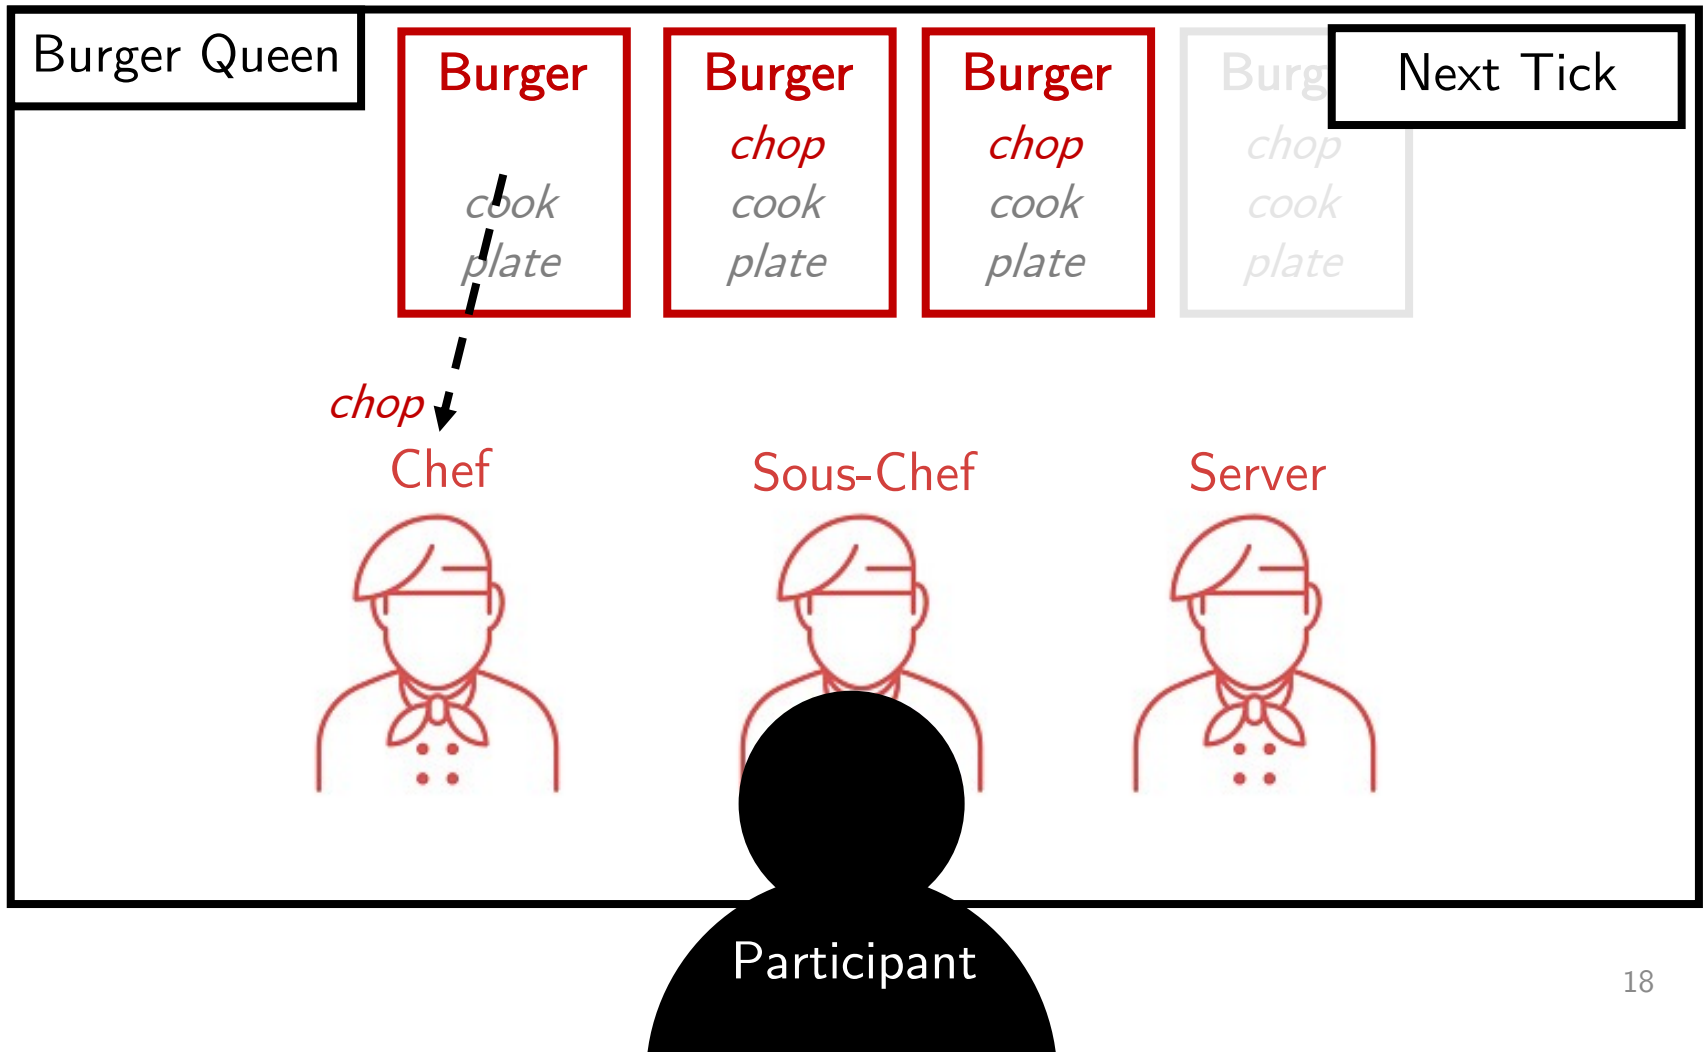 Burger Queen
Burger
cook
plate
Burger
chop
cook
plate
Burger
chop
cook
plate
Burg
chop
cook
plate
Next Tick
chop
Chef
Sous-Chef
Server
Participant
18